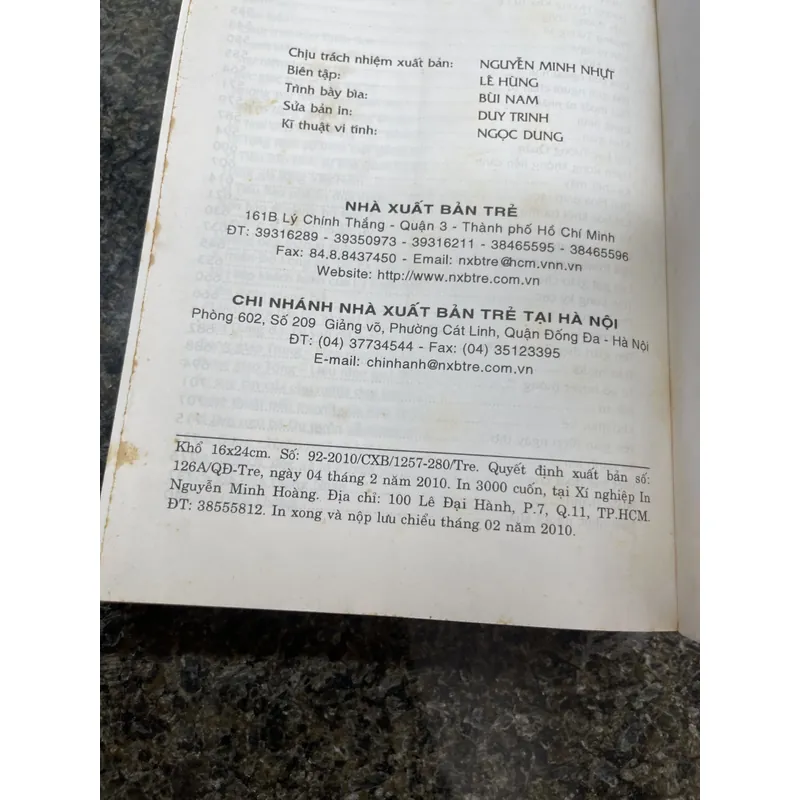 Chịu trách nhiệm xuất bản: NGUYỄN MINH NHỰT
Biên tập: LÊ HÙNG
Trình bày bìa: BÙI NAM
Sửa bản in: DUY TRINH
Kĩ thuật vi tính: NGỌC DUNG
NHÀ XUẤT BẢN TRẺ
161B Lý Chính Thắng - Quận 3 - Thành phố Hồ Chí Minh
ĐT: 39316289 - 39350973 - 39316211 - 38465595 - 38465596
Fax: 84.8.8437450 - Email: nxbtre@hcm.vnn.vn
Website: http://www.nxbtre.com.vn
CHI NHÁNH NHÀ XUẤT BẢN TRẺ TẠI HÀ NỘI
Phòng 602, Số 209 Giảng võ, Phường Cát Linh, Quận Đống Đa - Hà Nội
ĐT: (04) 37734544 - Fax: (04) 35123395
E-mail: chinhanh@nxbtre.com.vn
Khổ 16x24cm. Số: 92-2010/CXB/1257-280/Tre. Quyết định xuất bản số:
126A/QĐ-Tre, ngày 04 tháng 2 năm 2010. In 3000 cuốn, tại Xí nghiệp In
Nguyễn Minh Hoàng. Địa chỉ: 100 Lê Đại Hành, P.7, Q.11, TP.HCM.
ĐT: 38555812. In xong và nộp lưu chiểu tháng 02 năm 2010.